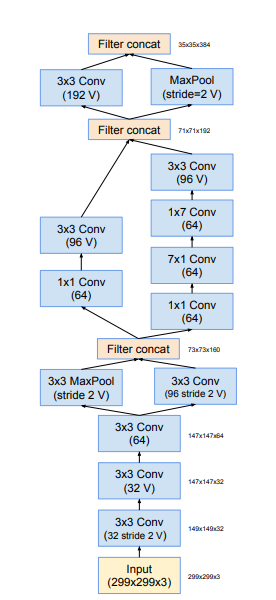 Filter concat
35x35x384
3x3 Conv
(192 V)
MaxPool
(stride=2 V)
Filter concat
71x71x192
3x3 Conv
(96 V)
1x7 Conv
(64)
3x3 Conv
(96 V)
7x1 Conv
(64)
1x1 Conv
(64)
1x1 Conv
(64)
Filter concat
73x73x160
3x3 MaxPool
(stride 2 V)
3x3 Conv
(96 stride 2 V)
3x3 Conv
(64)
147x147x64
3x3 Conv
(32 V)
147x147x32
3x3 Conv
(32 stride 2 V)
149x149x32
Input
(299x299x3)
299x299x3